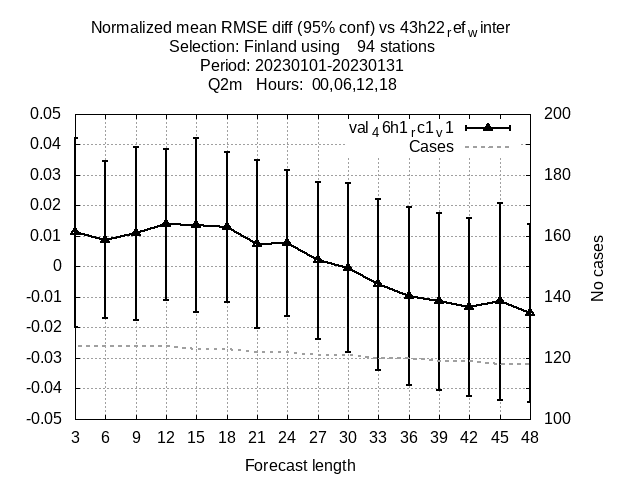 Normalized mean RMSE diff (95% conf) vs 43h22refwinter
Selection: Finland using 94 stations
Period: 20230101-20230131
Q2m Hours: 00,06,12,18
0.05 200
val46h1rc1v1
Cases
0.04
0.03 180
0.02
0.01 160
0
-0.01 140
-0.02
-0.03 120
-0.04
-0.05 100
No cases
3 6 9 12 15 18 21 24 27 30 33 36 39 42 45 48
Forecast length